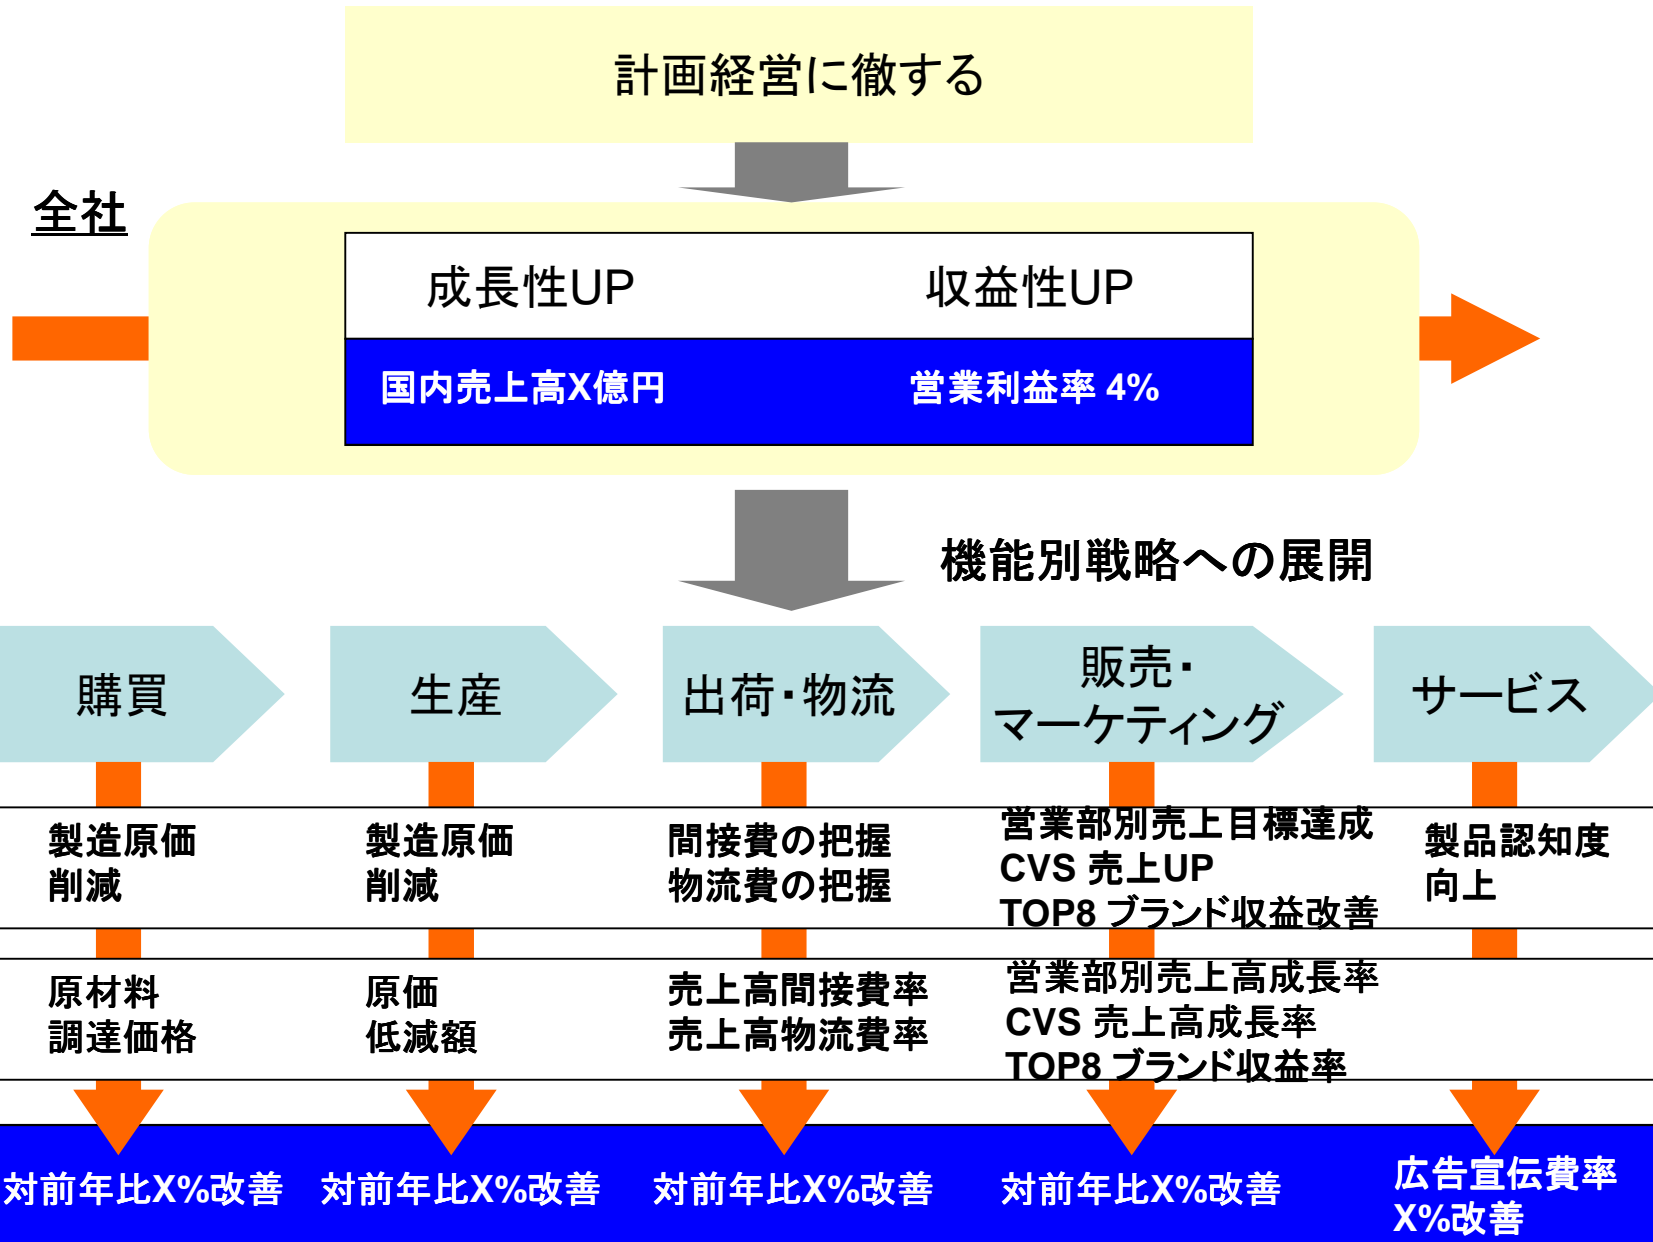 計画経営に徹する
全社
成長性UP
収益性UP
国内売上高X億円
営業利益率 4%
機能別戦略への展開
購買
生産
出荷・物流
販売・
マーケティング
サービス
製造原価
削減
製造原価
削減
間接費の把握
物流費の把握
営業部別売上目標達成
CVS 売上UP
TOP8 ブランド収益改善
製品認知度
向上
原材料
調達価格
原価
低減額
売上高間接費率
売上高物流費率
営業部別売上高成長率
CVS 売上高成長率
TOP8 ブランド収益率
対前年比X%改善
対前年比X%改善
対前年比X%改善
対前年比X%改善
広告宣伝費率
X%改善